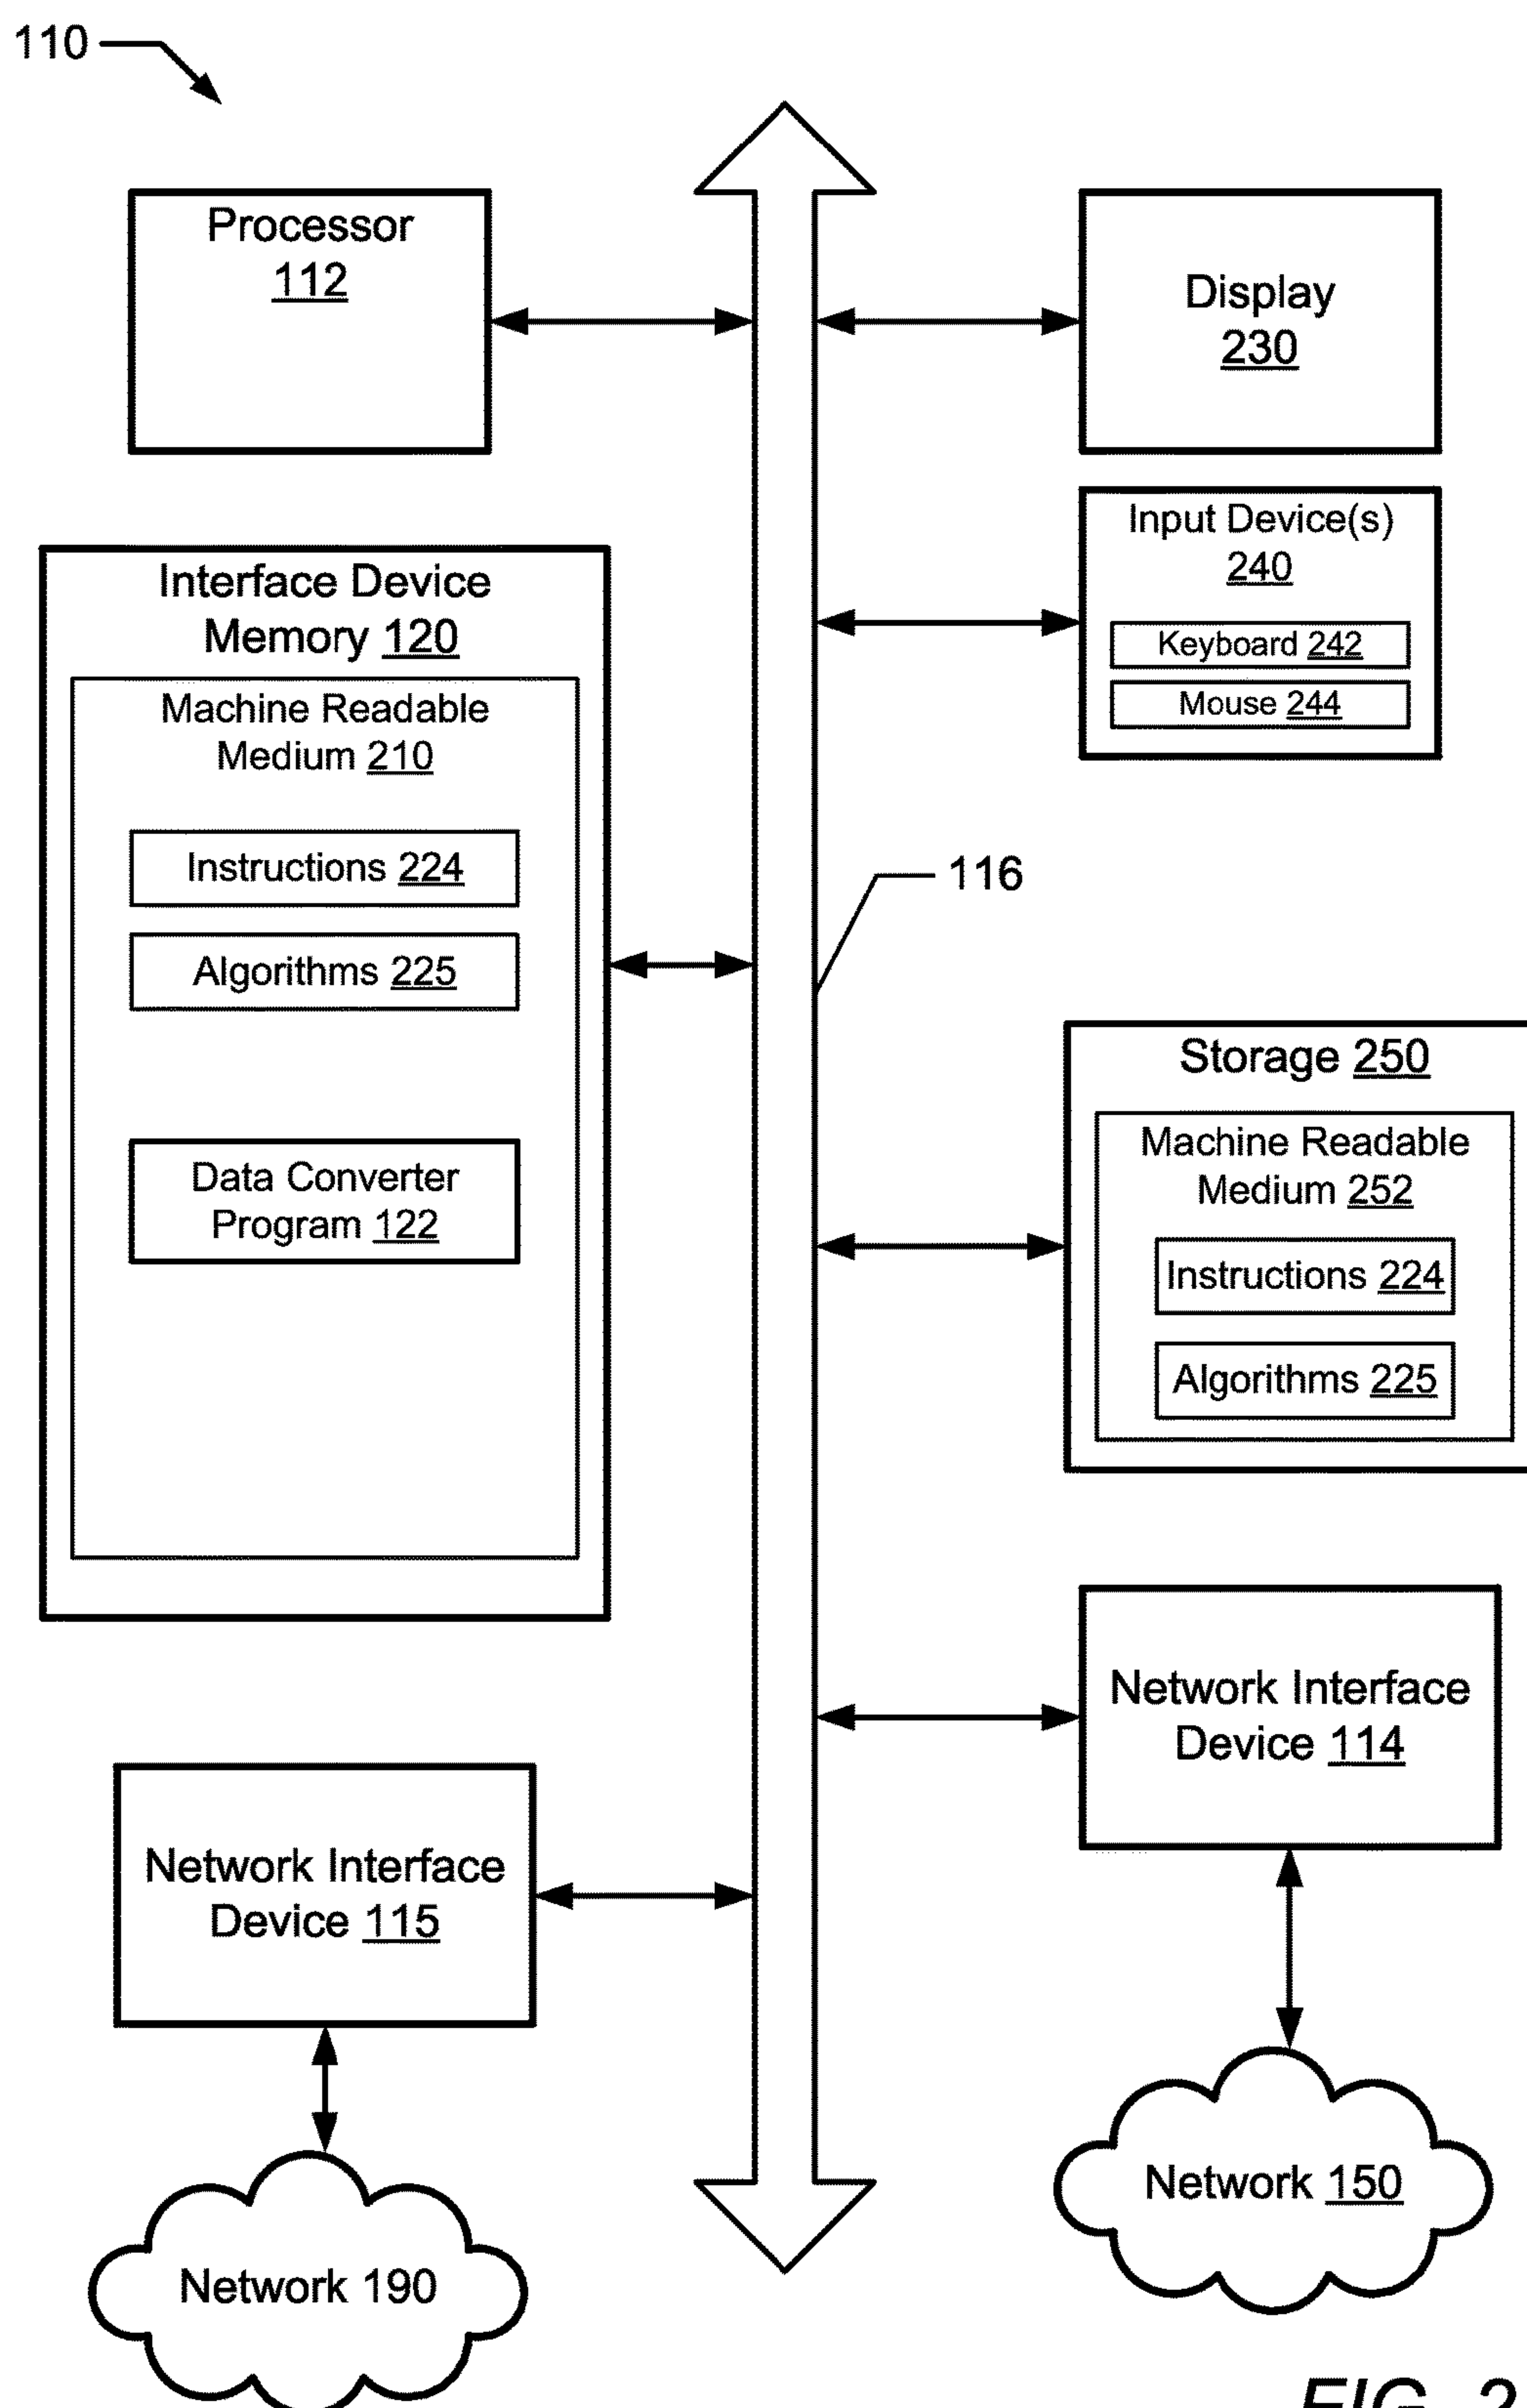 110
Processor
112
Display
230
Input Device(s)
240
Keyboard 242
Mouse 244
Interface Device
Memory 120
Machine Readable
Medium 210
Instructions 224
Algorithms 225
Data Converter
Program 122
116
Storage 250
Machine Readable
Medium 252
Instructions 224
Algorithms 225
Network Interface
Device 114
Network Interface
Device 115
Network 150
Network 190
FIG. 2